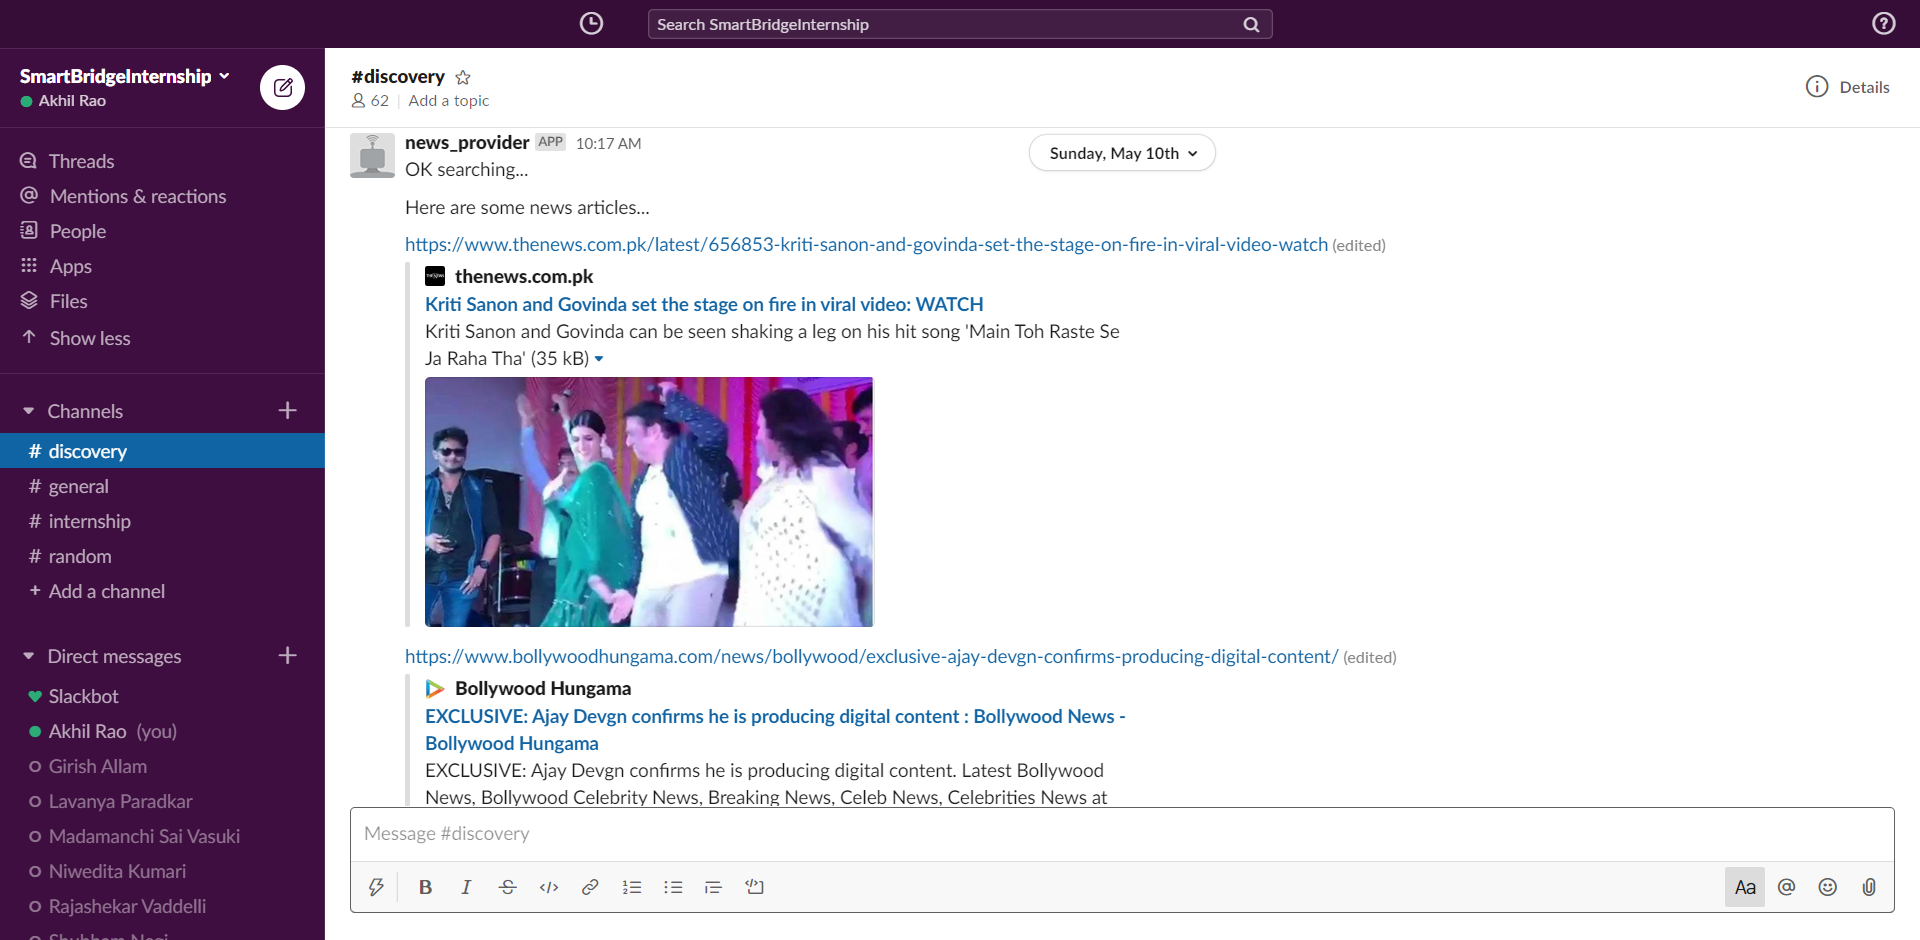 Search SmartBridgeInternship
SmartBridgeInternship
Akhil Rao
Threads
Mentions & reactions
People
Apps
Files
Show less
Channels
# discovery
# general
# internship
# random
+ Add a channel
Direct messages
Slackbot
Akhil Rao (you)
Girish Allam
Lavanya Paradkar
Madamanchi Sai Vasuki
Niwedita Kumari
Rajashekar Vaddelli
#discovery
62 | Add a topic
Details
Sunday, May 10th
news_provider APP 10:17 AM
OK searching...
Here are some news articles...
https://www.thenews.com.pk/latest/656853-kriti-sanon-and-govinda-set-the-stage-on-fire-in-viral-video-watch (edited)
thenews.com.pk
Kriti Sanon and Govinda set the stage on fire in viral video: WATCH
Kriti Sanon and Govinda can be seen shaking a leg on his hit song 'Main Toh Raste Se
Ja Raha Tha' (35 kB)
https://www.bollywoodhungama.com/news/bollywood/exclusive-ajay-devgn-confirms-producing-digital-content/ (edited)
Bollywood Hungama
EXCLUSIVE: Ajay Devgn confirms he is producing digital content : Bollywood News -
Bollywood Hungama
EXCLUSIVE: Ajay Devgn confirms he is producing digital content. Latest Bollywood
News, Bollywood Celebrity News, Breaking News, Celeb News, Celebrities News at
Message #discovery
B I S </> Aa @